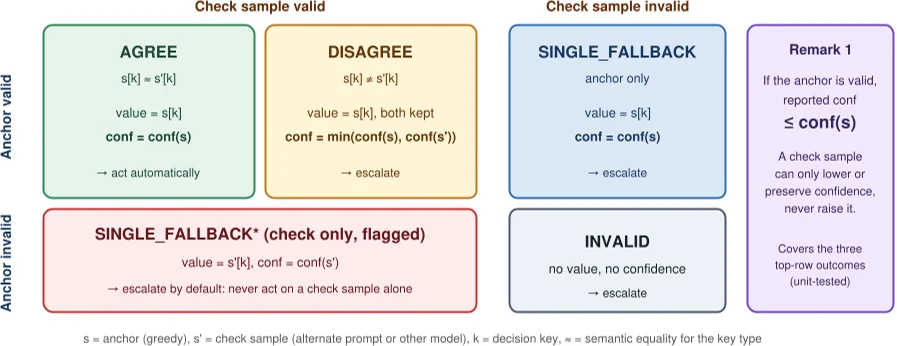 Check sample valid
Check sample invalid
Anchor valid
AGREE
s[k] ≈ s'[k]
value = s[k]
conf = conf(s)
→ act automatically
DISAGREE
s[k] ≠ s'[k]
value = s[k], both kept
conf = min(conf(s), conf(s'))
→ escalate
SINGLE_FALLBACK
anchor only
value = s[k]
conf = conf(s)
→ escalate
Anchor invalid
SINGLE_FALLBACK* (check only, flagged)
value = s'[k], conf = conf(s')
→ escalate by default: never act on a check sample alone
INVALID
no value, no confidence
→ escalate
Remark 1
If the anchor is valid,
reported conf
≤ conf(s)
A check sample
can only lower or
preserve confidence,
never raise it.
Covers the three
top-row outcomes
(unit-tested)
s = anchor (greedy), s' = check sample (alternate prompt or other model), k = decision key, ≈ = semantic equality for the key type